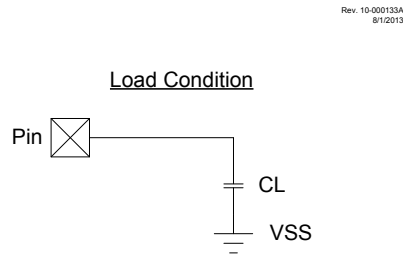 Rev. 10-000133A
8/1/2013
Load Condition
Pin
CL
VSS